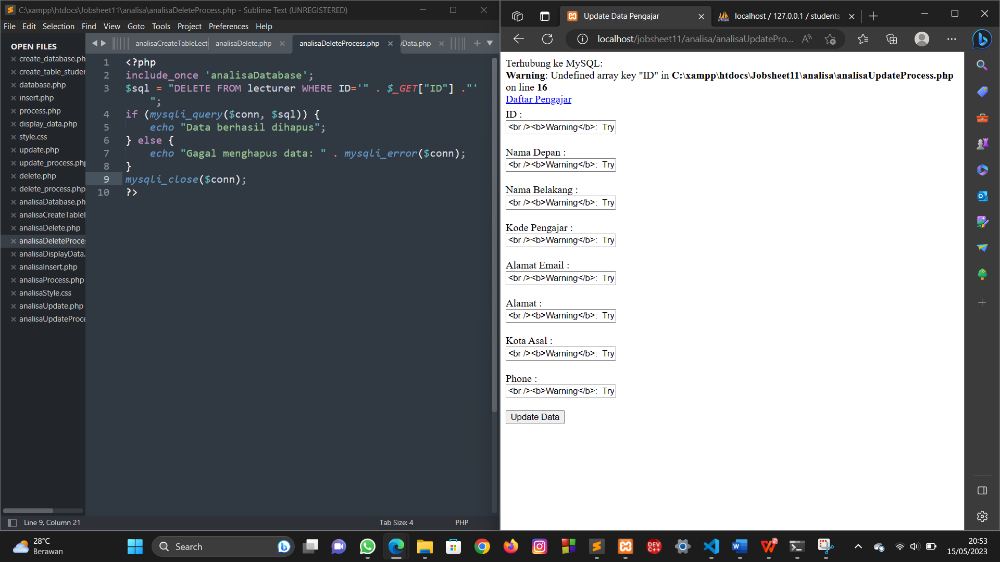 C:\xampp\htdocs\Jobsheet11\analisa\analisaDeleteProcess.php - Sublime Text (UNREGISTERED)
File Edit Selection Find View Goto Tools Project Preferences Help
OPEN FILES
create_database.ph
create_table_studer
database.php
insert.php
process.php
display_data.php
style.css
update.php
update_process.php
delete.php
delete_process.php
analisaDatabase.ph
analisaCreateTableL
analisaDelete.php
analisaDeleteProces
analisaDisplayData.
analisaInsert.php
analisaProcess.php
analisaStyle.css
analisaUpdate.php
analisaUpdateProce
analisaCreateTableLect analisaDelete.php analisaDeleteProcess.php yData.php
1 <?php
2 include_once 'analisaDatabase';
3 $sql = "DELETE FROM lecturer WHERE ID='" . $_GET["ID"] ."'
";
4 if (mysqli_query($conn, $sql)) {
5 echo "Data berhasil dihapus";
6 } else {
7 echo "Gagal menghapus data: " . mysqli_error($conn);
8 }
9 mysqli_close($conn);
10 ?>
Line 9, Column 21 Tab Size: 4 PHP
Update Data Pengajar localhost / 127.0.0.1 / students
localhost/jobsheet11/analisa/analisaUpdatePro...
Terhubung ke MySQL:
Warning: Undefined array key "ID" in C:\xampp\htdocs\Jobsheet11\analisa\analisaUpdateProcess.php
on line 16
Daftar Pengajar
ID :
<br /><b>Warning</b>: Try
Nama Depan :
<br /><b>Warning</b>: Try
Nama Belakang :
<br /><b>Warning</b>: Try
Kode Pengajar :
<br /><b>Warning</b>: Try
Alamat Email :
<br /><b>Warning</b>: Try
Alamat :
<br /><b>Warning</b>: Try
Kota Asal :
<br /><b>Warning</b>: Try
Phone :
<br /><b>Warning</b>: Try
Update Data
28°C
Berawan
Search
DEV
C++
20:53
15/05/2023